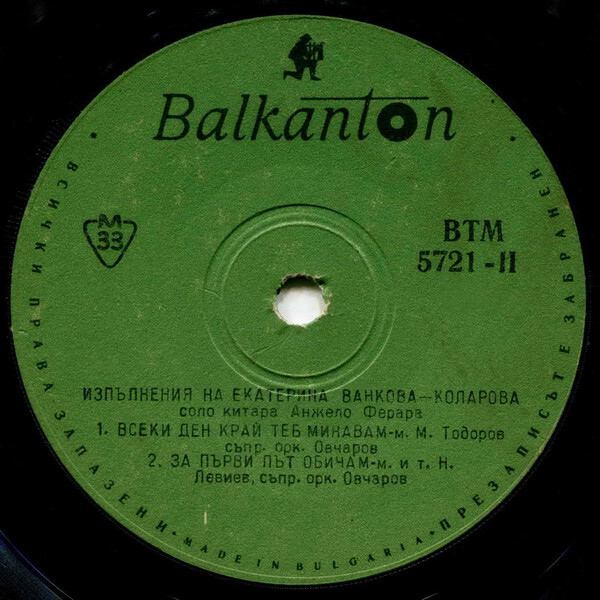 Balkanton
M
33
ВТМ
5721-II
ИЗПЪЛНЕНИЯ НА ЕКАТЕРИНА ВАНКОВА—КОЛАРОВА
соло китара Анжело Ферара
1. ВСЕКИ ДЕН КРАЙ ТЕБ МИНАВАМ-м. М. Тодоров
съпр. орк. Овчаров
2. ЗА ПЪРВИ ПЪТ ОБИЧАМ-м. и т. Н.
Левиев, съпр. орк. Овчаров
• ВСИЧКИ ПРАВА ЗАПАЗЕНИ • MADE IN BULGARIA • ПРЕЗАПИСЪТ Е ЗАБРАНЕН •